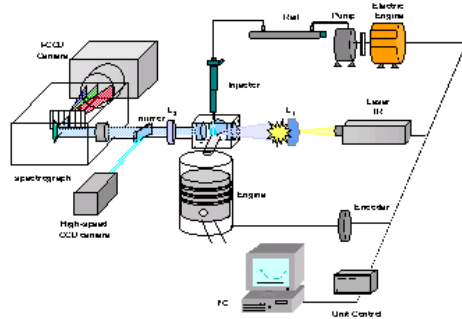 Electric
Engine
Rail
Pump
I-CCD
Camera
Injector
mirror
L2
L1
Laser
IR
spectrograph
Engine
High-speed
CCD camera
Encoder
PC
Unit Control